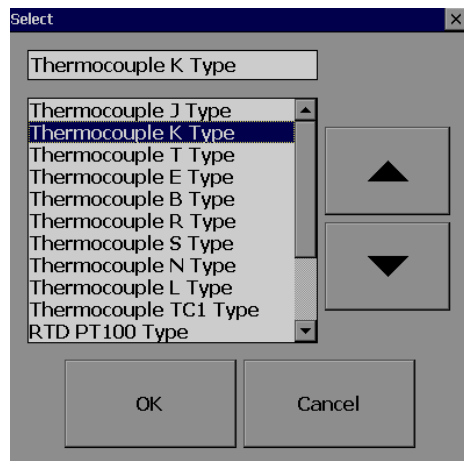 Select
Thermocouple K Type
Thermocouple J Type
Thermocouple K Type
Thermocouple T Type
Thermocouple E Type
Thermocouple B Type
Thermocouple R Type
Thermocouple S Type
Thermocouple N Type
Thermocouple L Type
Thermocouple TC1 Type
RTD PT100 Type
OK
Cancel